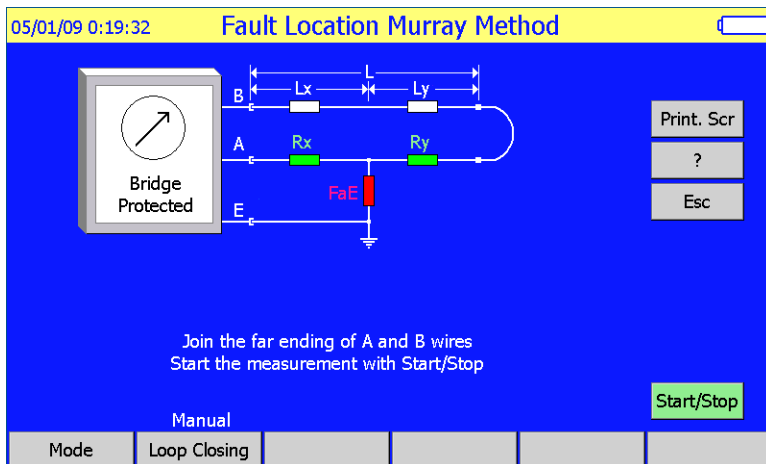 05/01/09 0:19:32 Fault Location Murray Method
L
B Lx Ly
Print. Scr
A Rx Ry
?
Bridge
Protected
FaE
E
Esc
Join the far ending of A and B wires
Start the measurement with Start/Stop
Start/Stop
Manual
Mode Loop Closing